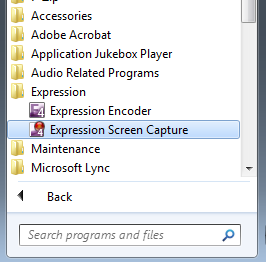 Accessories
Adobe Acrobat
Application Jukebox Player
Audio Related Programs
Expression
Expression Encoder
Expression Screen Capture
Maintenance
Microsoft Lync
Back
Search programs and files